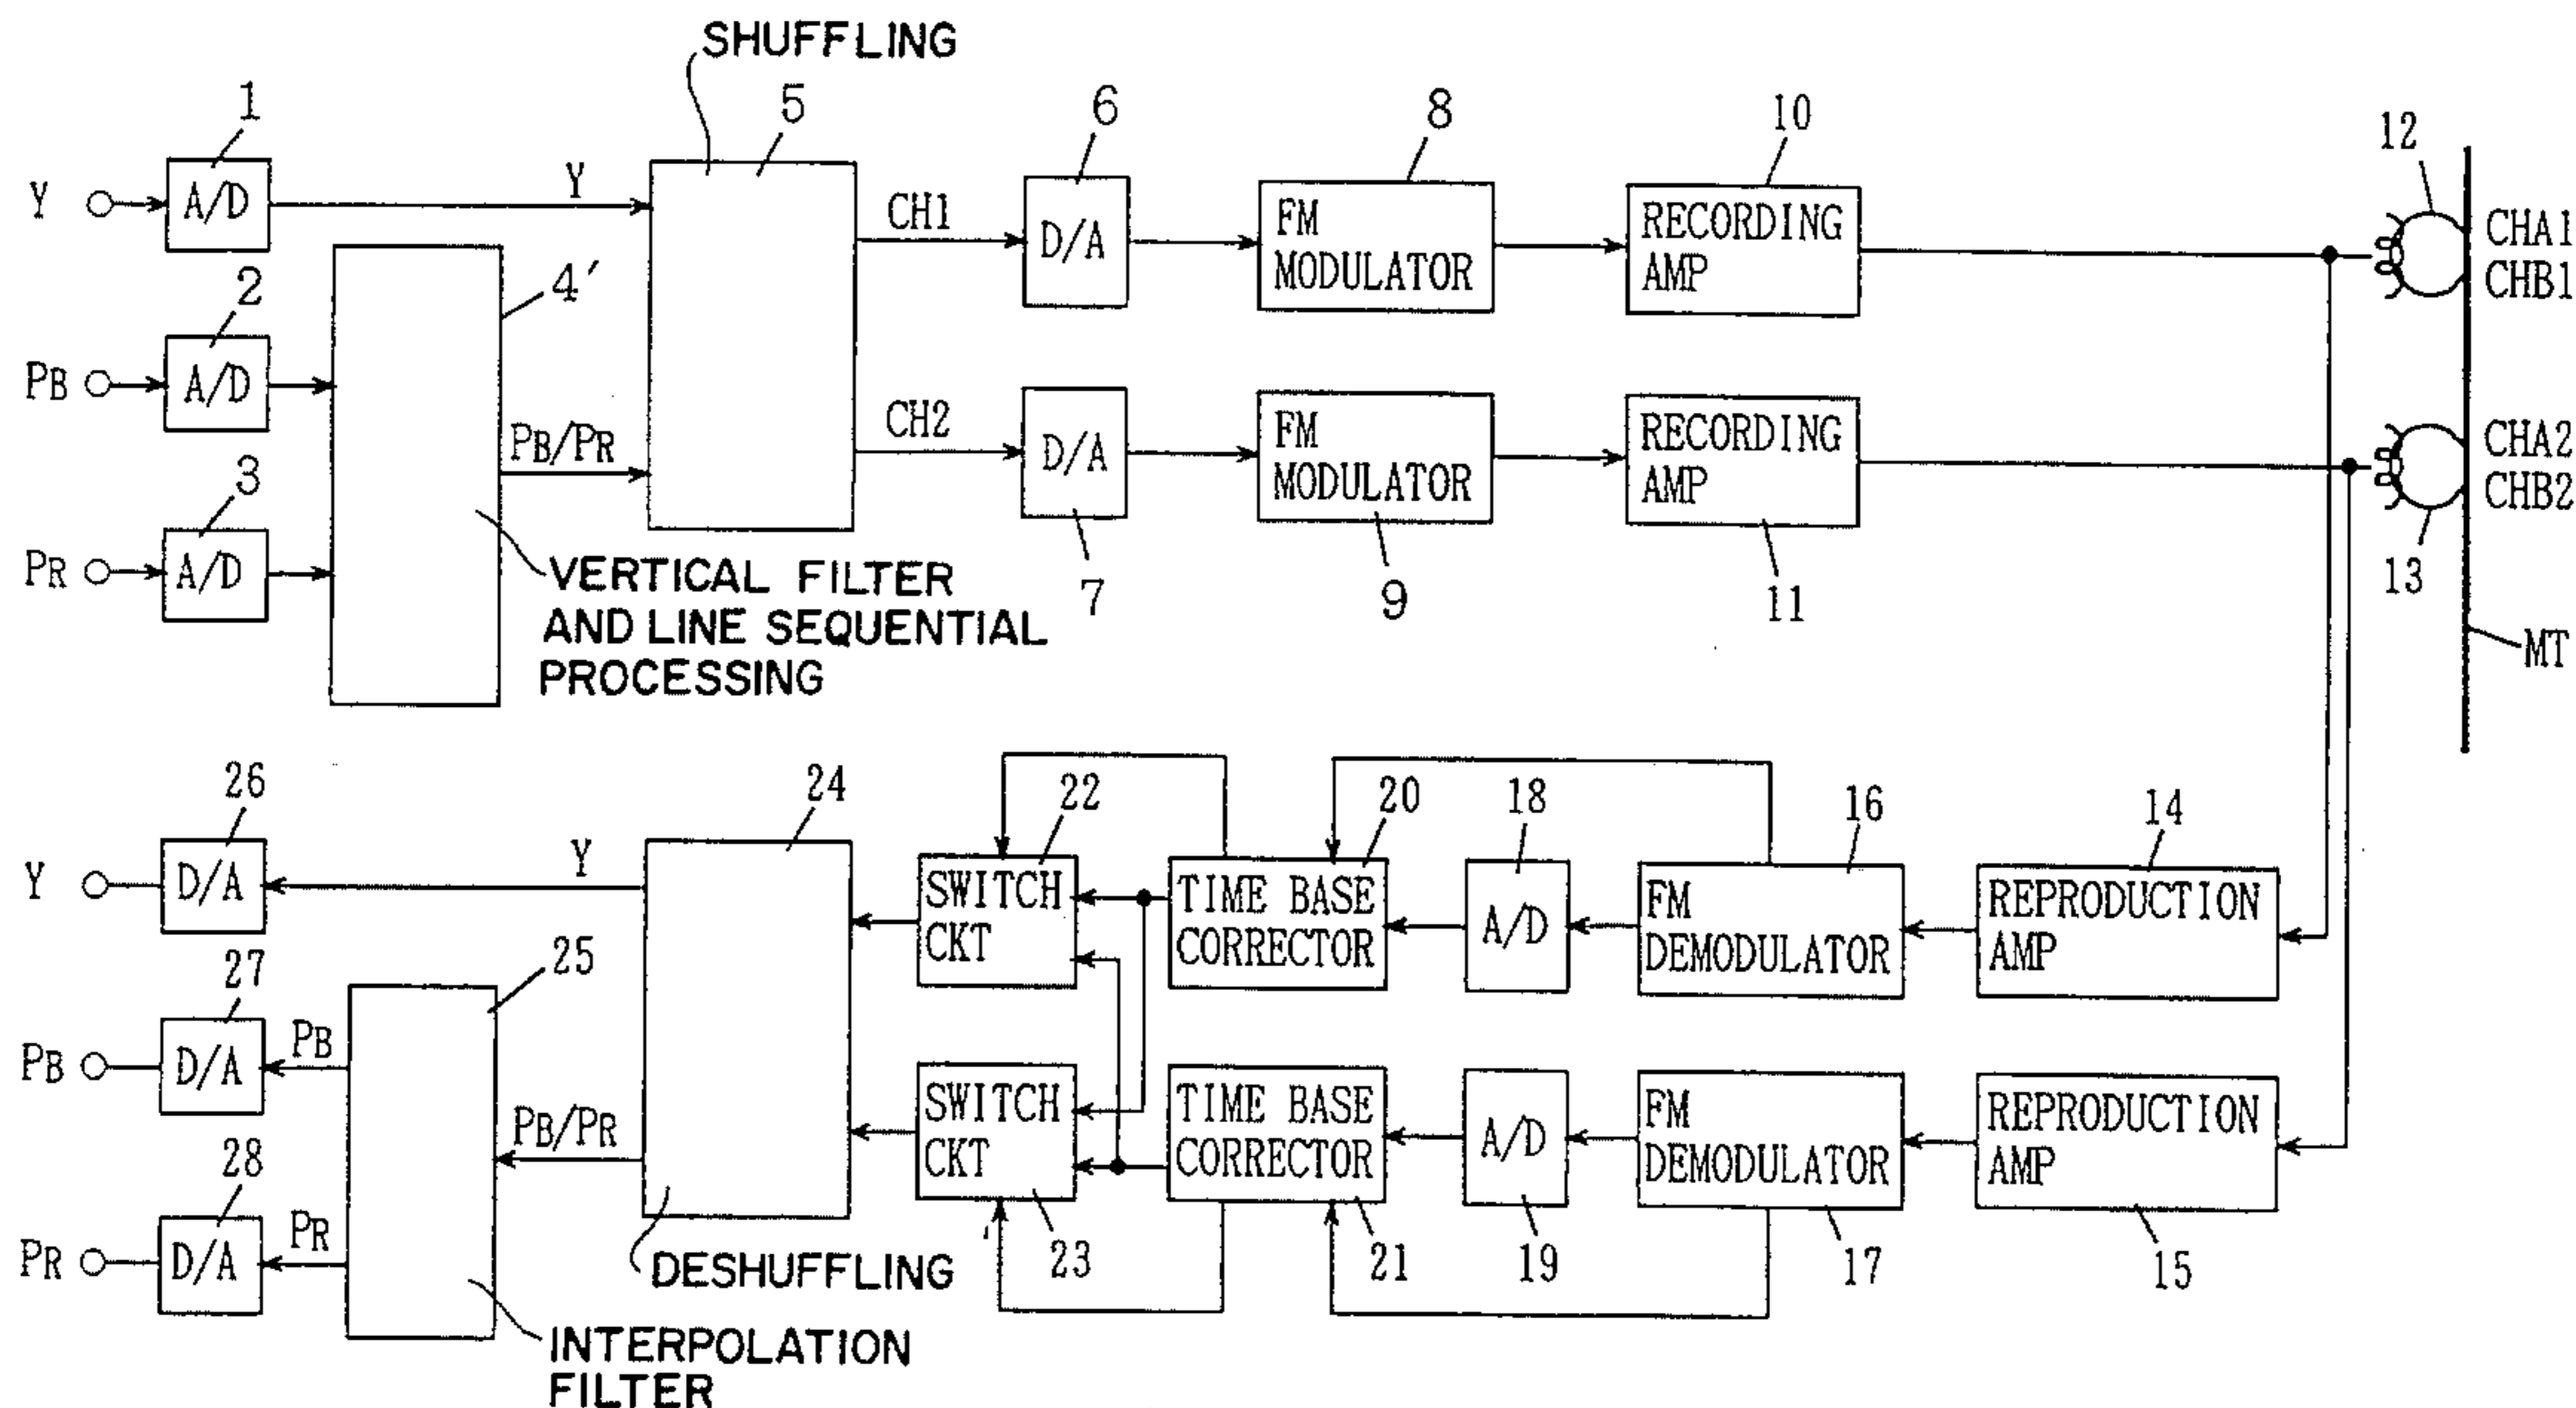 SHUFFLING
1
5
6
8
10
12
Y
A/D
Y
CH1
D/A
FM
MODULATOR
RECORDING
AMP
CHA1
CHB1
2
4'
PB
A/D
PB/PR
CH2
D/A
FM
MODULATOR
RECORDING
AMP
CHA2
CHB2
3
PR
A/D
7
9
11
13
VERTICAL FILTER
AND LINE SEQUENTIAL
PROCESSING
MT
26
24
22
20
18
16
14
Y
D/A
Y
SWITCH
CKT
TIME BASE
CORRECTOR
A/D
FM
DEMODULATOR
REPRODUCTION
AMP
27
25
PB
D/A
PB
PB/PR
SWITCH
CKT
TIME BASE
CORRECTOR
A/D
FM
DEMODULATOR
REPRODUCTION
AMP
28
PR
D/A
PR
23
21
19
17
15
DESHUFFLING
INTERPOLATION
FILTER